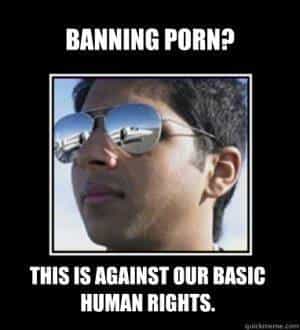 BANNING PORN?
THIS IS AGAINST OUR BASIC
HUMAN RIGHTS.
quickmeme.com